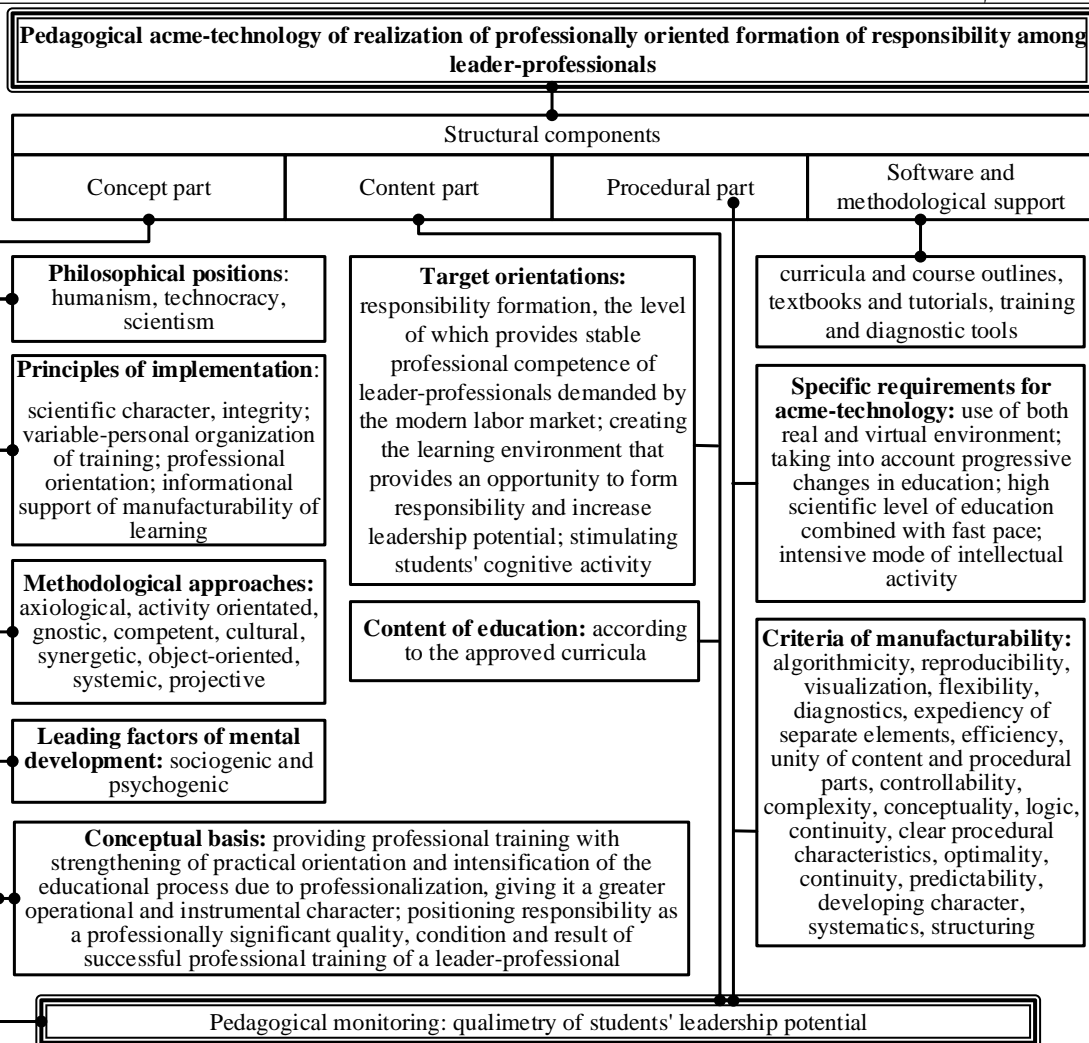 Pedagogical acme-technology of realization of professionally oriented formation of responsibility among
leader-professionals
Structural components
Concept part
Content part
Procedural part
Software and
methodological support
Philosophical positions:
humanism, technocracy,
scientism
Principles of implementation:
scientific character, integrity;
variable-personal organization
of training; professional
orientation; informational
support of manufacturability of
learning
Methodological approaches:
axiological, activity orientated,
gnostic, competent, cultural,
synergetic, object-oriented,
systemic, projective
Leading factors of mental
development: sociogenic and
psychogenic
Conceptual basis: providing professional training with
strengthening of practical orientation and intensification of the
educational process due to professionalization, giving it a greater
operational and instrumental character; positioning responsibility as
a professionally significant quality, condition and result of
successful professional training of a leader-professional
Target orientations:
responsibility formation, the level
of which provides stable
professional competence of
leader-professionals demanded by
the modern labor market; creating
the learning environment that
provides an opportunity to form
responsibility and increase
leadership potential; stimulating
students' cognitive activity
Content of education: according
to the approved curricula
curricula and course outlines,
textbooks and tutorials, training
and diagnostic tools
Specific requirements for
acme-technology: use of both
real and virtual environment;
taking into account progressive
changes in education; high
scientific level of education
combined with fast pace;
intensive mode of intellectual
activity
Criteria of manufacturability:
algorithmicity, reproducibility,
visualization, flexibility,
diagnostics, expediency of
separate elements, efficiency,
unity of content and procedural
parts, controllability,
complexity, conceptuality, logic,
continuity, clear procedural
characteristics, optimality,
continuity, predictability,
developing character,
systematics, structuring
Pedagogical monitoring: qualimetry of students' leadership potential